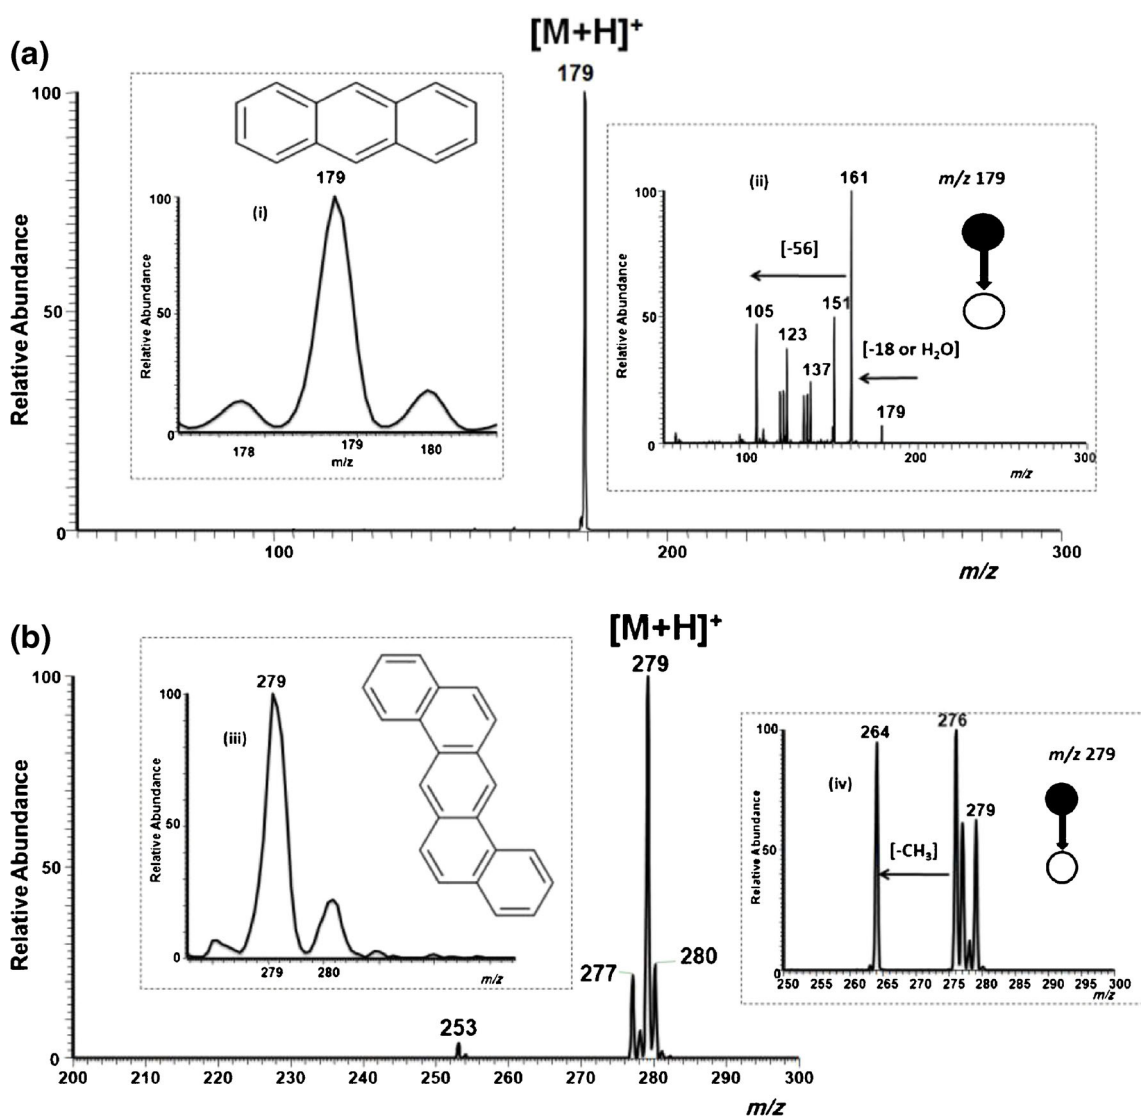 (a)
[M+H]+
179
100
50
0
Relative Abundance
100
200
300
m/z
179
(i)
100
50
0
Relative Abundance
178
179
180
m/z
(ii)
161
m/z 179
100
50
0
Relative Abundance
[-56]
105
123
137
151
[-18 or H2O]
179
100
200
300
m/z
(b)
[M+H]+
279
100
50
0
Relative Abundance
253
277
280
200
210
220
230
240
250
260
270
280
290
300
m/z
279
(iii)
100
50
0
Relative Abundance
279
280
m/z
(iv)
264
276
279
m/z 279
[-CH3]
100
50
0
Relative Abundance
250
255
260
265
270
275
280
285
290
295
300
m/z